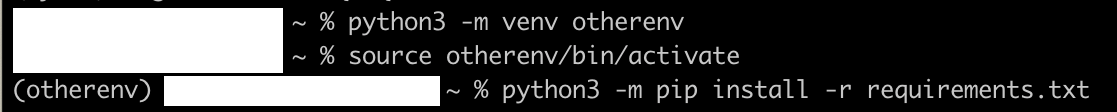 ~ % python3 -m venv otherenv
~ % source otherenv/bin/activate
(otherenv) ~ % python3 -m pip install -r requirements.txt